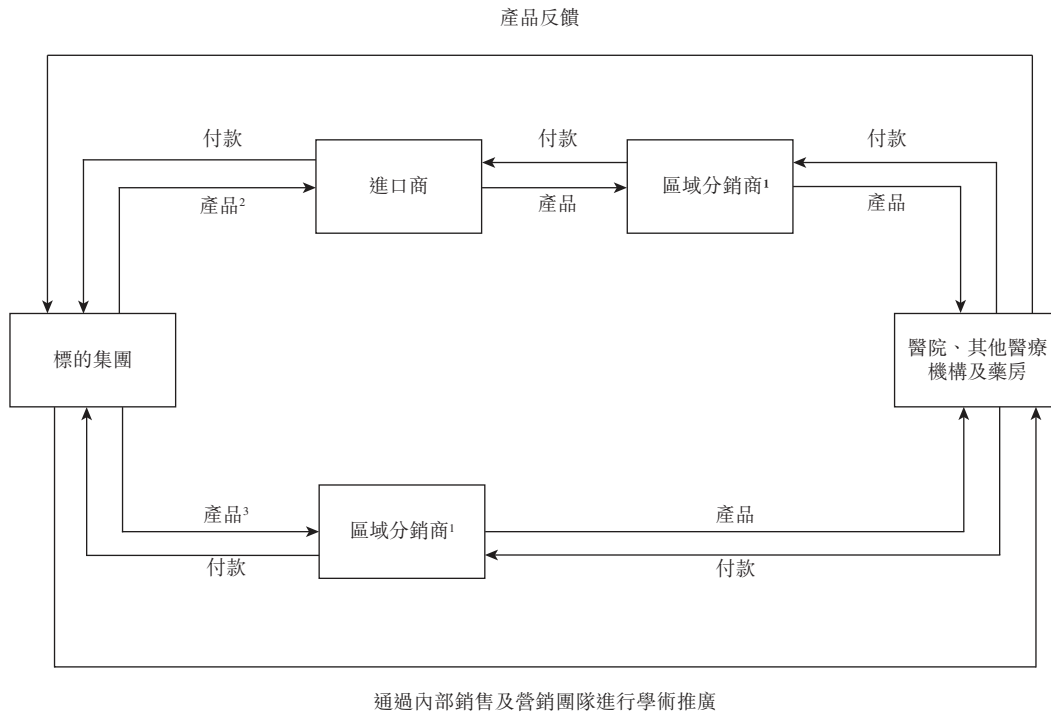 產品反饋
付款
付款
付款
進口商
區域分銷商¹
產品²
產品
產品
標的集團
醫院、其他醫療
機構及藥房
產品³
區域分銷商¹
產品
付款
付款
通過內部銷售及營銷團隊進行學術推廣